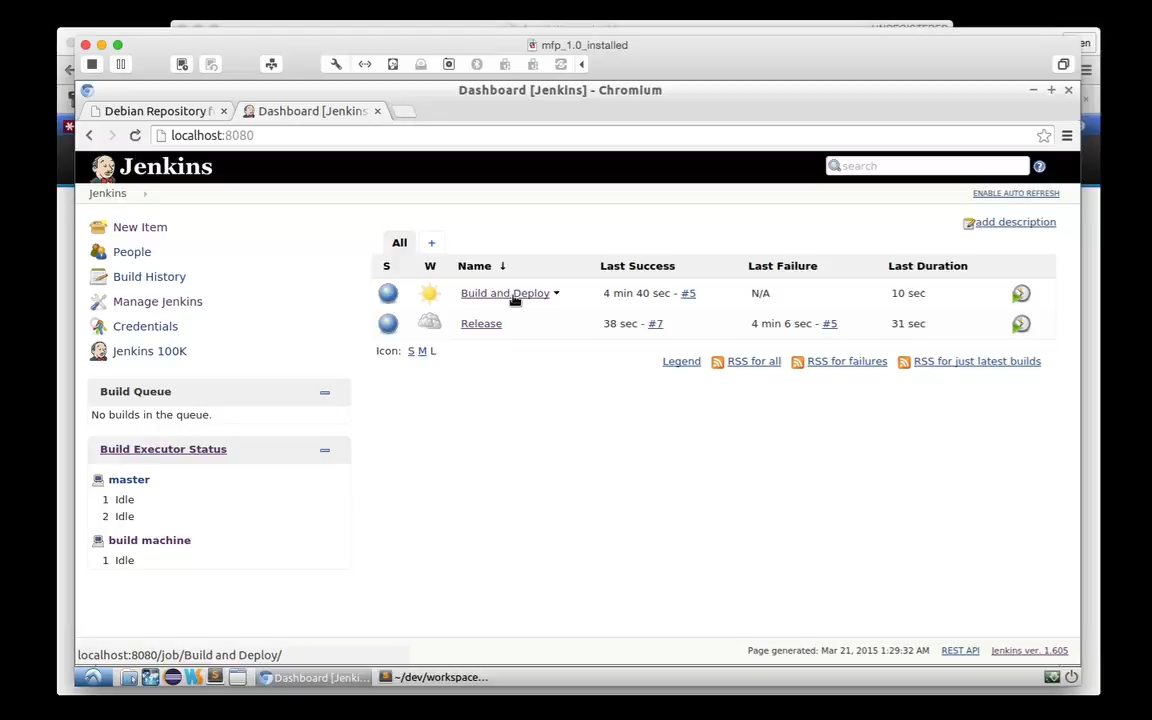 mfp_1.0_installed
en
Dashboard [Jenkins] - Chromium
Debian Repository f
Dashboard [Jenkins
localhost:8080
Jenkins
search
Jenkins
ENABLE AUTO REFRESH
New Item
People
Build History
Manage Jenkins
Credentials
Jenkins 100K
Build Queue
No builds in the queue.
Build Executor Status
master
1 Idle
2 Idle
build machine
1 Idle
add description
All +
S W Name ↓ Last Success Last Failure Last Duration
Build and Deploy 4 min 40 sec - #5 N/A 10 sec
Release 38 sec - #7 4 min 6 sec - #5 31 sec
Icon: S M L
Legend RSS for all RSS for failures RSS for just latest builds
localhost:8080/job/Build and Deploy/
Page generated: Mar 21, 2015 1:29:32 AM REST API Jenkins ver. 1.605
Dashboard [Jenki...
~/dev/workspace...